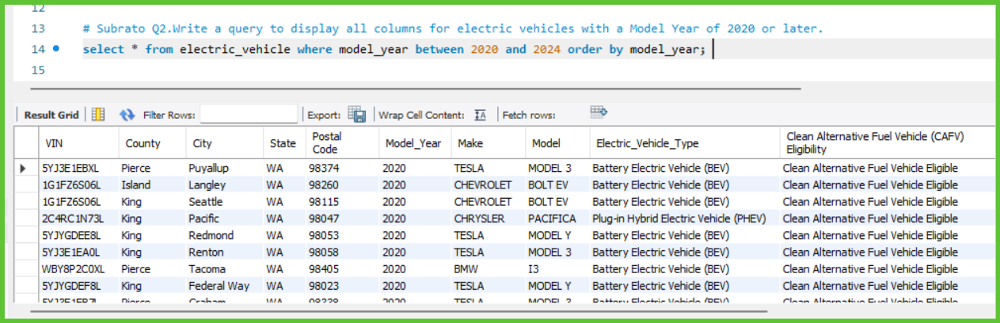 12
13 # Subrato Q2.Write a query to display all columns for electric vehicles with a Model Year of 2020 or later.
14 select * from electric_vehicle where model_year between 2020 and 2024 order by model_year;
15
Result Grid Filter Rows: Export: Wrap Cell Content: IA Fetch rows:
VIN County City State Postal Code Model_Year Make Model Electric_Vehicle_Type Clean Alternative Fuel Vehicle (CAFV) Eligibility
5YJ3E1EBXL Pierce Puyallup WA 98374 2020 TESLA MODEL 3 Battery Electric Vehicle (BEV) Clean Alternative Fuel Vehicle Eligible
1G1FZ6S06L Island Langley WA 98260 2020 CHEVROLET BOLT EV Battery Electric Vehicle (BEV) Clean Alternative Fuel Vehicle Eligible
1G1FZ6S06L King Seattle WA 98115 2020 CHEVROLET BOLT EV Battery Electric Vehicle (BEV) Clean Alternative Fuel Vehicle Eligible
2C4RC1N73L King Pacific WA 98047 2020 CHRYSLER PACIFICA Plug-in Hybrid Electric Vehicle (PHEV) Clean Alternative Fuel Vehicle Eligible
5YJYGDEE8L King Redmond WA 98053 2020 TESLA MODEL Y Battery Electric Vehicle (BEV) Clean Alternative Fuel Vehicle Eligible
5YJ3E1EA0L King Renton WA 98058 2020 TESLA MODEL 3 Battery Electric Vehicle (BEV) Clean Alternative Fuel Vehicle Eligible
WBY8P2C0XL Pierce Tacoma WA 98405 2020 BMW I3 Battery Electric Vehicle (BEV) Clean Alternative Fuel Vehicle Eligible
5YJYGDEF8L King Federal Way WA 98023 2020 TESLA MODEL Y Battery Electric Vehicle (BEV) Clean Alternative Fuel Vehicle Eligible
Pierce Graham WA 98338 2020 TESLA MODEL 3 Battery Electric Vehicle (BEV) Clean Alternative Fuel Vehicle Eligible